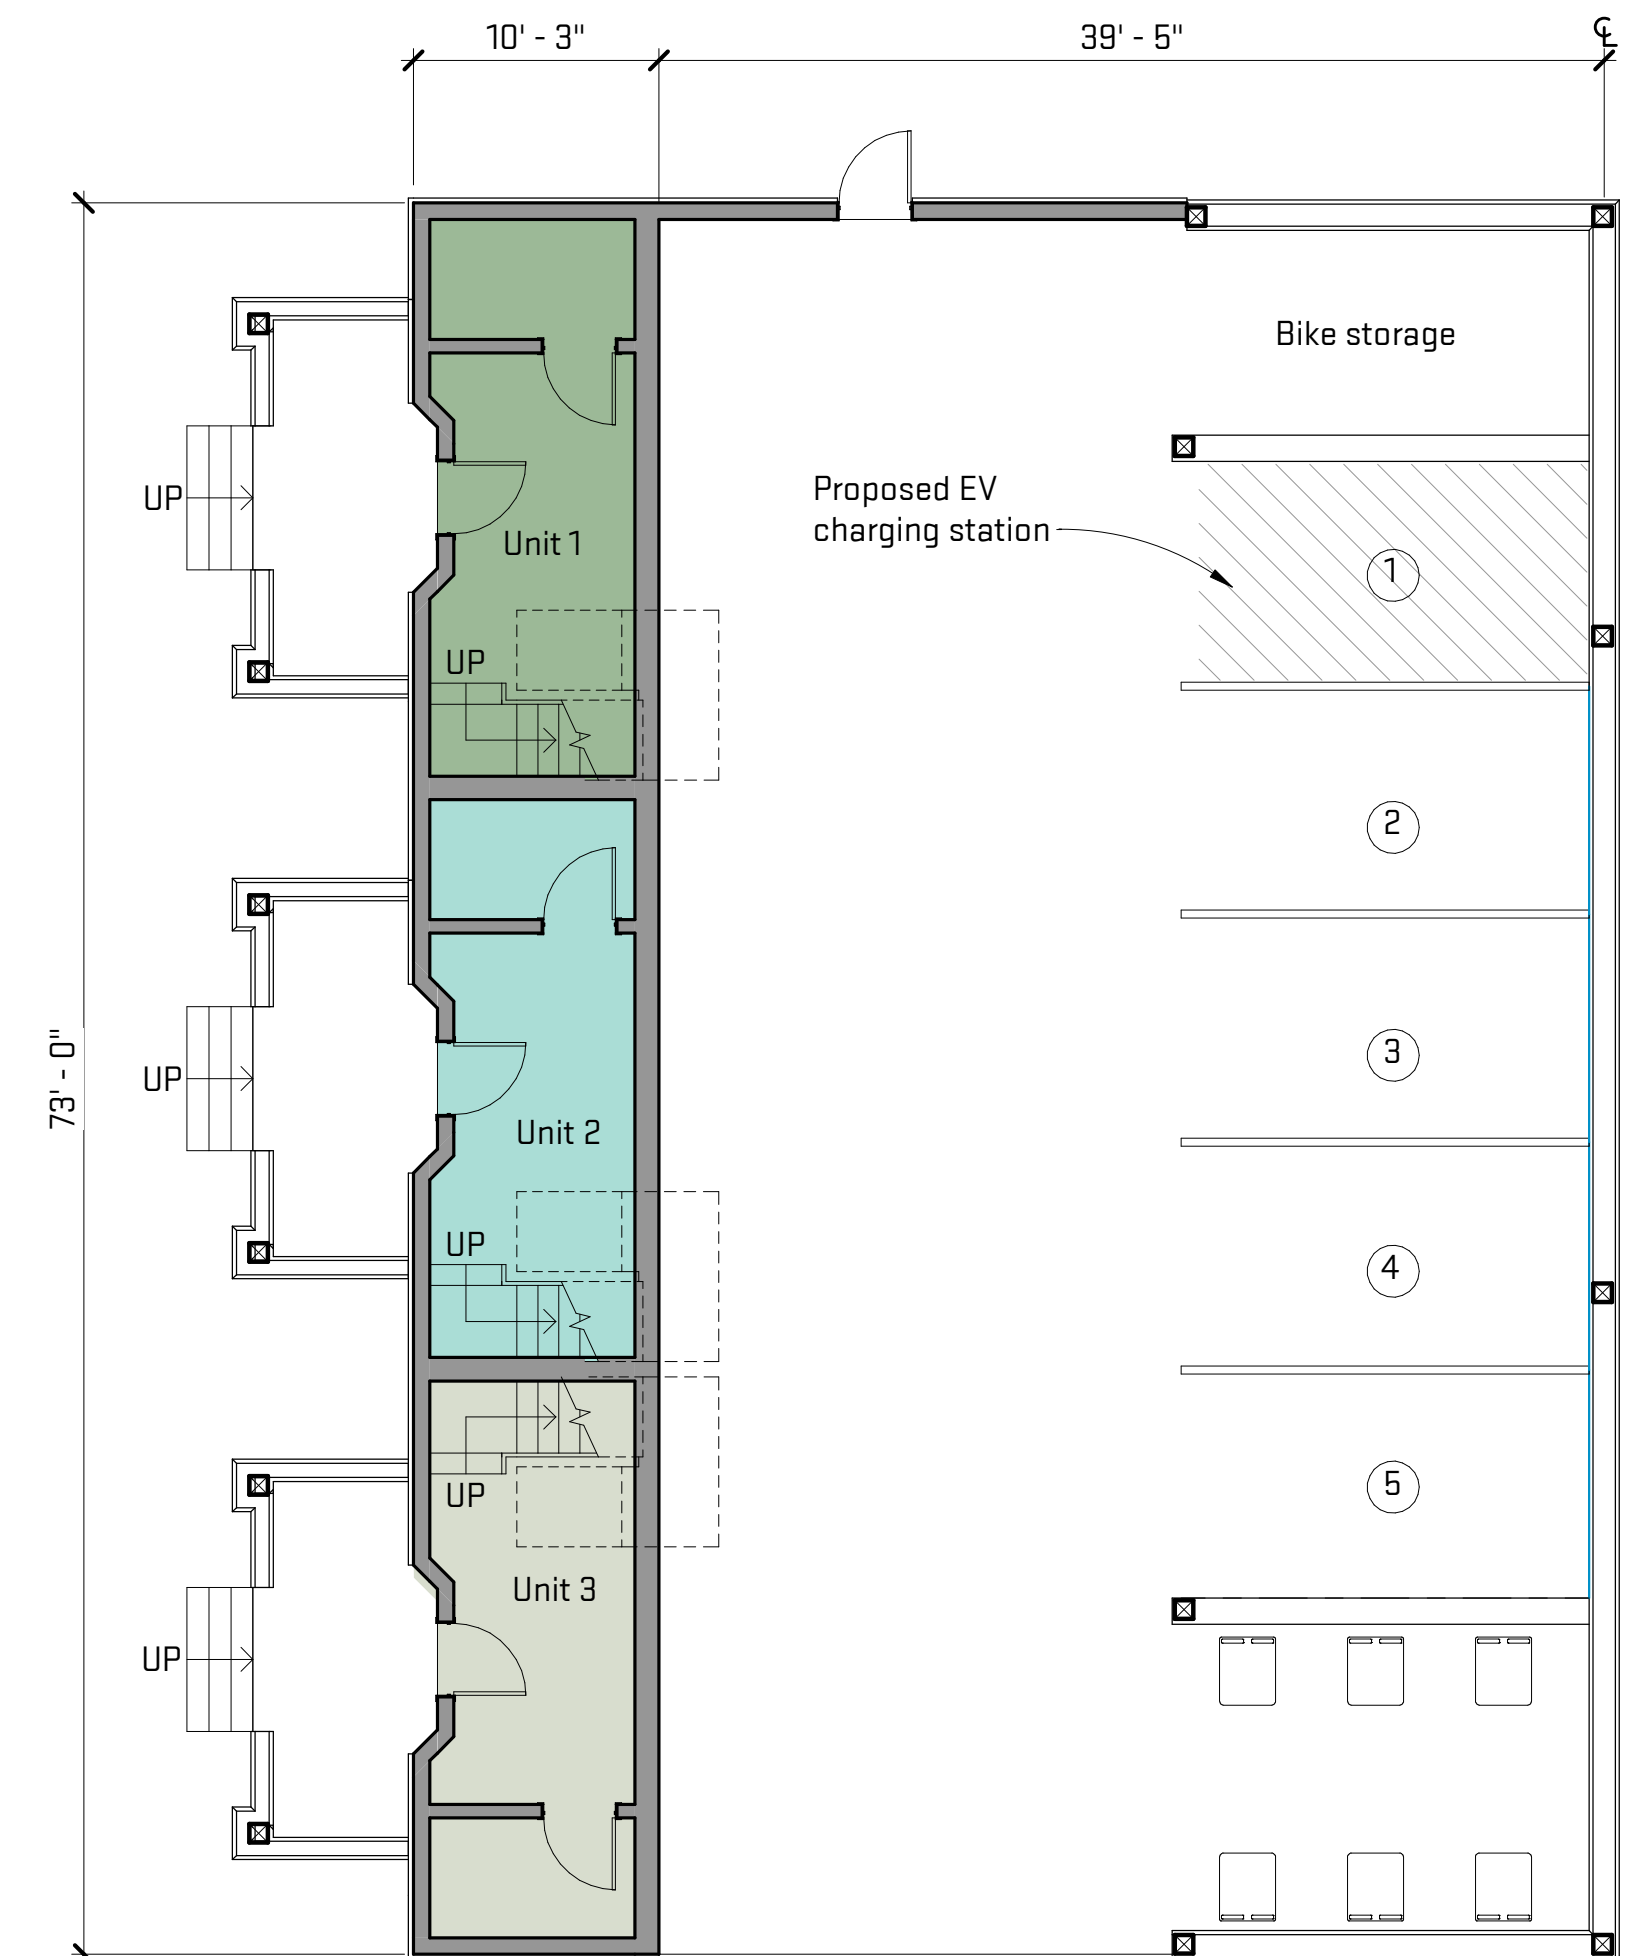 10' - 3"
39' - 5"
℄
Bike storage
Proposed EV
charging station
UP
Unit 1
1
UP
2
73' - 0"
3
UP
Unit 2
UP
4
5
UP
Unit 3
UP